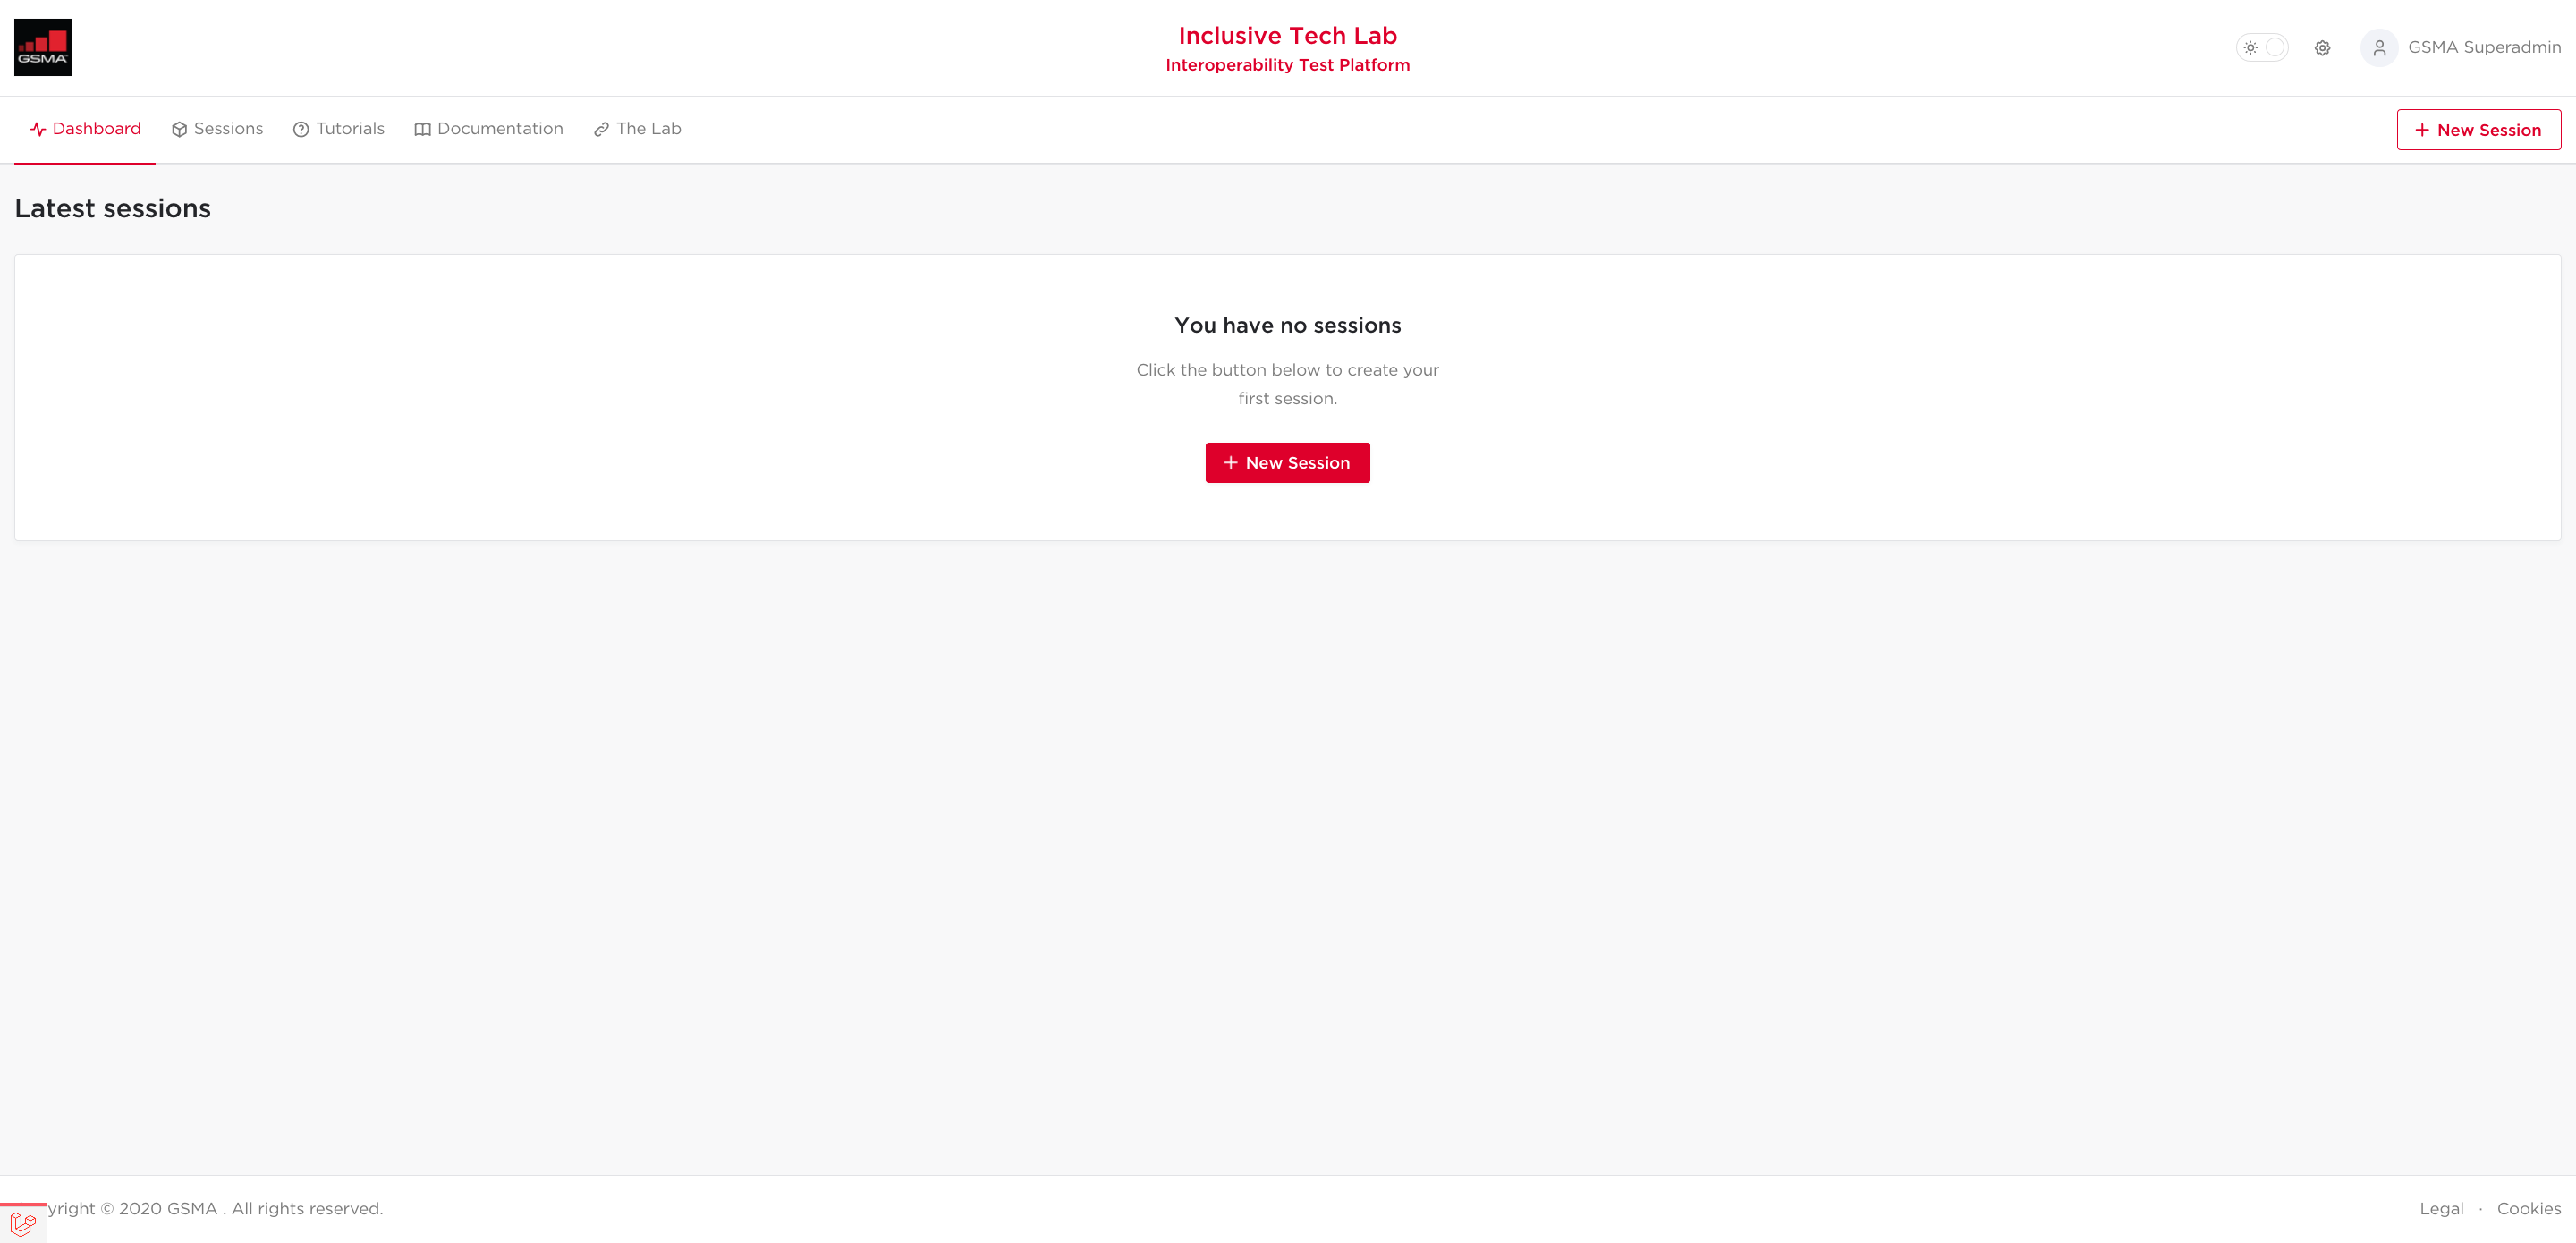 GSMA
Inclusive Tech Lab
Interoperability Test Platform
GSMA Superadmin
Dashboard
Sessions
Tutorials
Documentation
The Lab
+ New Session
Latest sessions
You have no sessions
Click the button below to create your
first session.
+ New Session
yright © 2020 GSMA . All rights reserved.
Legal · Cookies